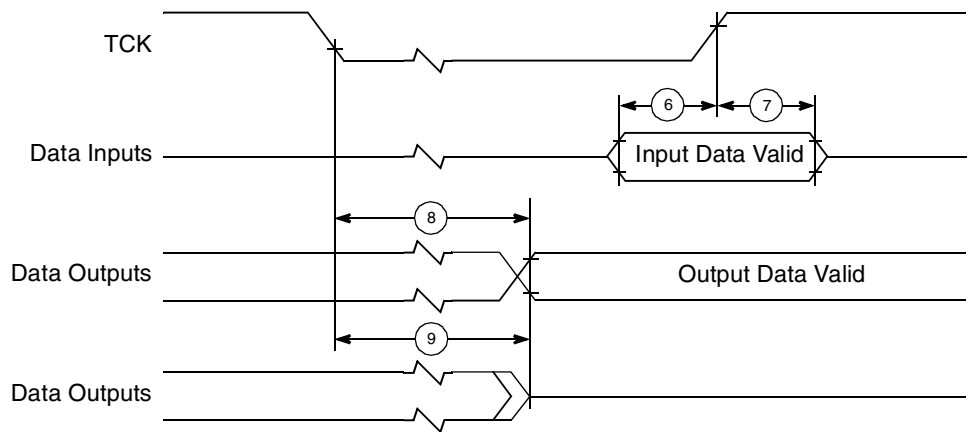 TCK
6
7
Data Inputs
Input Data Valid
8
Data Outputs
Output Data Valid
9
Data Outputs